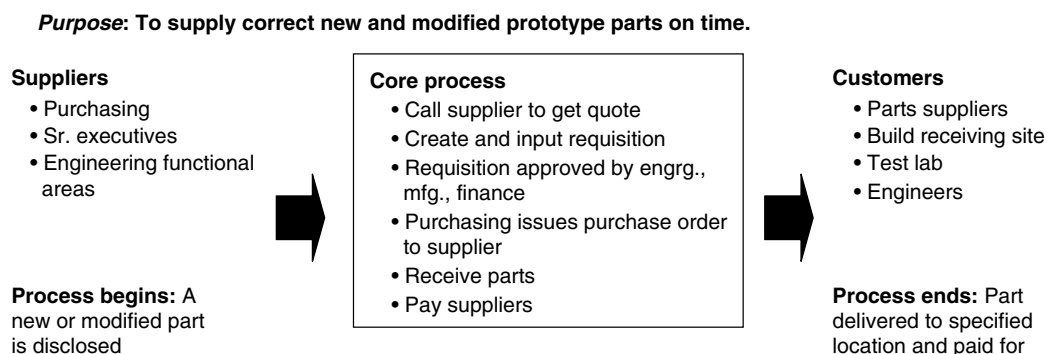 Purpose: To supply correct new and modified prototype parts on time.
Suppliers
• Purchasing
• Sr. executives
• Engineering functional
areas
Process begins: A
new or modified part
is disclosed
Core process
• Call supplier to get quote
• Create and input requisition
• Requisition approved by engrg.,
mfg., finance
• Purchasing issues purchase order
to supplier
• Receive parts
• Pay suppliers
Customers
• Parts suppliers
• Build receiving site
• Test lab
• Engineers
Process ends: Part
delivered to specified
location and paid for